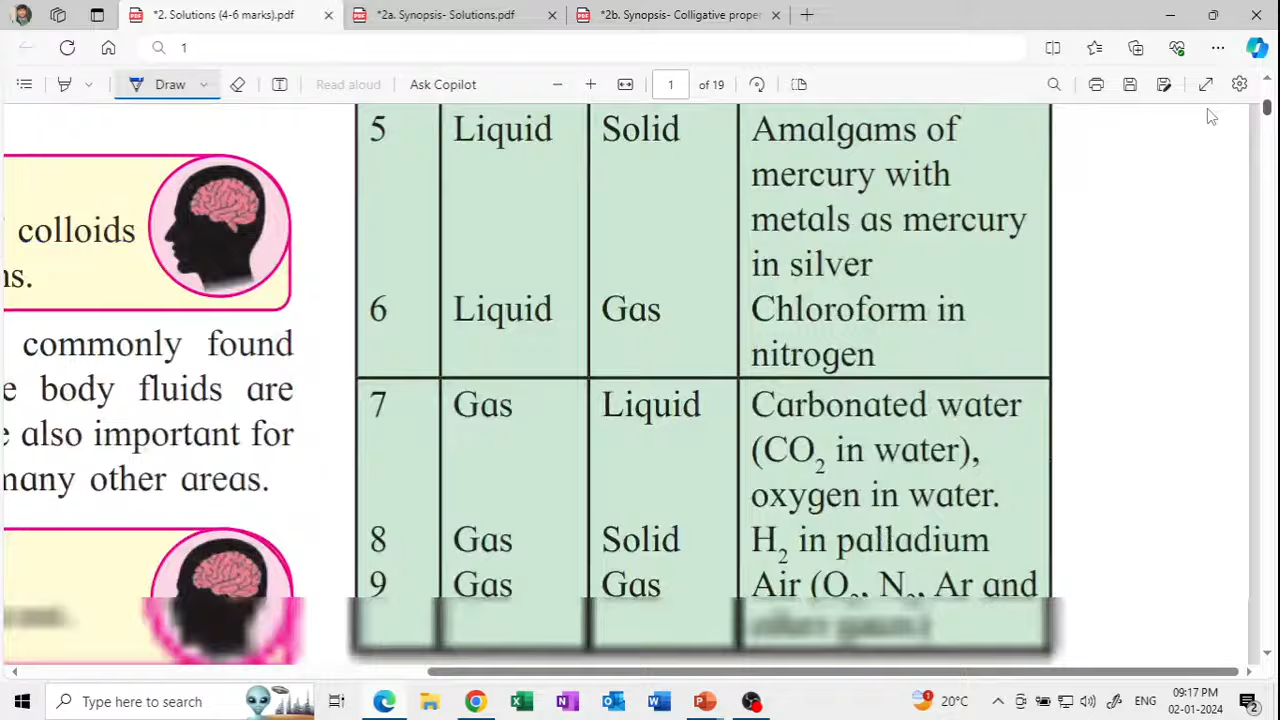 *2. Solutions (4-6 marks).pdf
*2a. Synopsis- Solutions.pdf
*2b. Synopsis- Colligative proper
1
Draw
Read aloud
Ask Copilot
1 of 19
colloids
ns.
commonly found
e body fluids are
e also important for
many other areas.
5 Liquid Solid Amalgams of
mercury with
metals as mercury
in silver
6 Liquid Gas Chloroform in
nitrogen
7 Gas Liquid Carbonated water
(CO₂ in water),
oxygen in water.
8 Gas Solid H₂ in palladium
9 Gas Gas Air (O₂, N₂, Ar and
other gases)
Type here to search
1
20°C
ENG
09:17 PM
02-01-2024
2